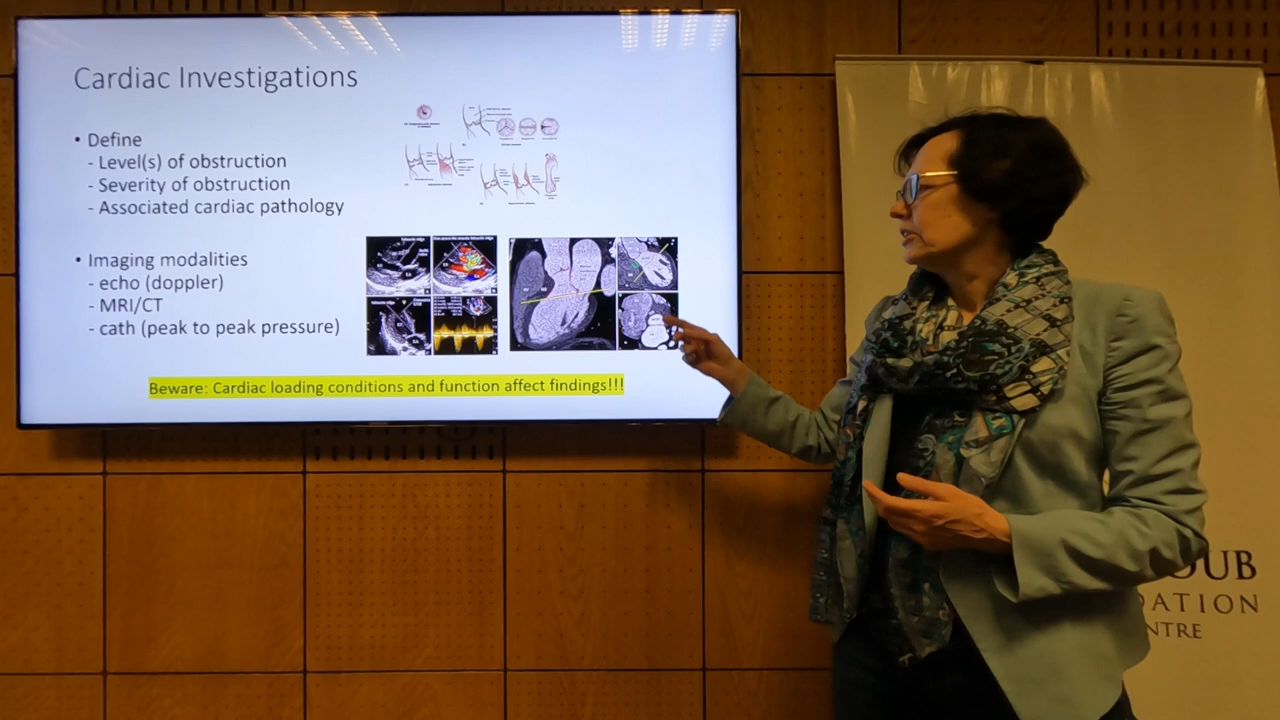 Cardiac Investigations
• Define
- Level(s) of obstruction
- Severity of obstruction
- Associated cardiac pathology
• Imaging modalities
- echo (doppler)
- MRI/CT
- cath (peak to peak pressure)
Beware: Cardiac loading conditions and function affect findings!!!
OUB
DATION
NTRE